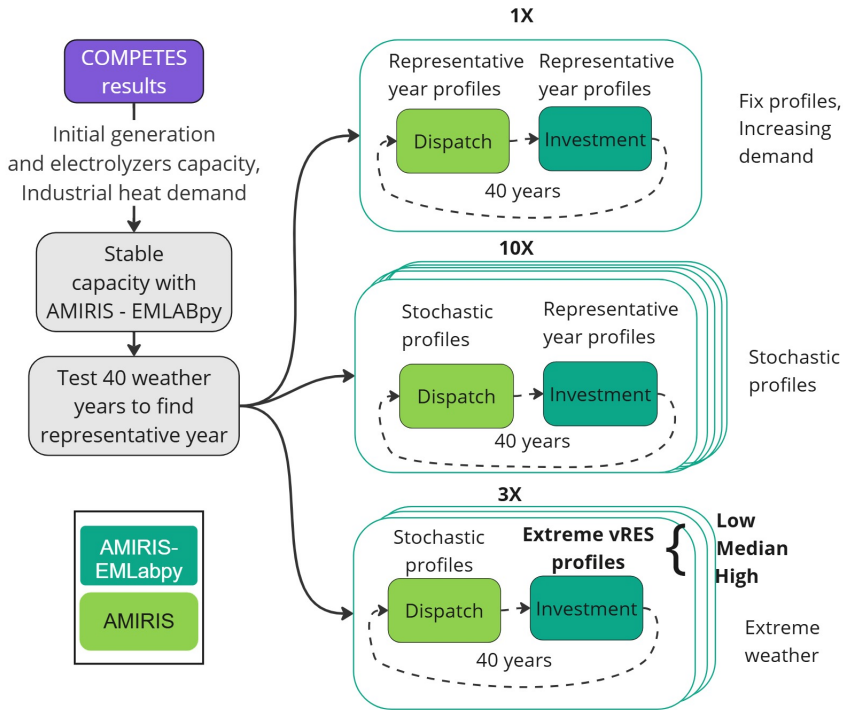 COMPETES
results
Initial generation
and electrolyzers capacity,
Industrial heat demand
Stable
capacity with
AMIRIS - EMLABpy
Test 40 weather
years to find
representative year
AMIRIS-
EMLabpy
AMIRIS
1X
Representative
year profiles
Representative
year profiles
Dispatch
Investment
40 years
Fix profiles,
Increasing
demand
10X
Stochastic
profiles
Representative
year profiles
Dispatch
Investment
40 years
Stochastic
profiles
3X
Stochastic
profiles
Extreme vRES
profiles
{
Low
Median
High
Dispatch
Investment
40 years
Extreme
weather